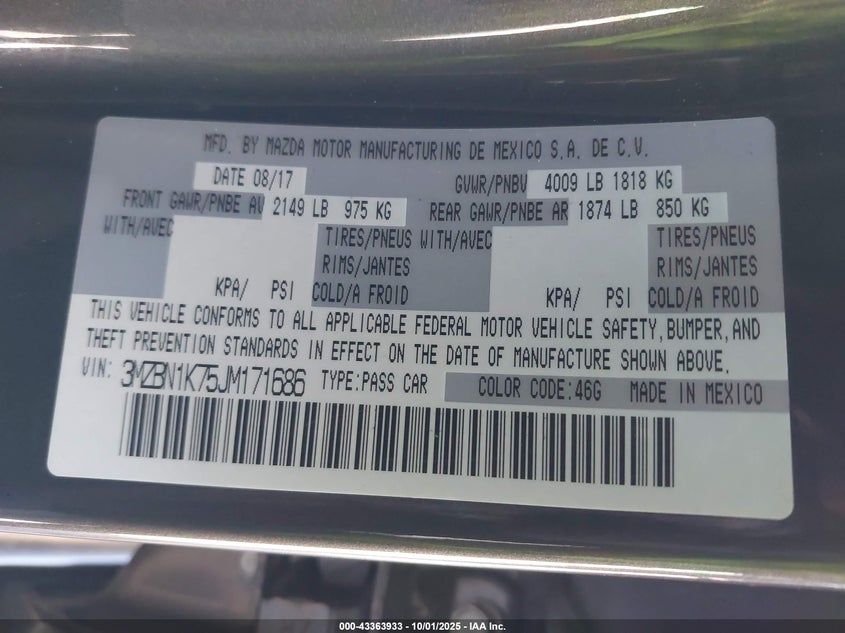 MFD. BY MAZDA MOTOR MANUFACTURING DE MEXICO S.A. DE C.V.
DATE 08/17 GVWR/PNBV 4009 LB 1818 KG
FRONT GAWR/PNBE AV 2149 LB 975 KG REAR GAWR/PNBE AR 1874 LB 850 KG
WITH/AVEC TIRES/PNEUS WITH/AVEC TIRES/PNEUS
RIMS/JANTES RIMS/JANTES
KPA/ PSI COLD/A FROID KPA/ PSI COLD/A FROID
THIS VEHICLE CONFORMS TO ALL APPLICABLE FEDERAL MOTOR VEHICLE SAFETY, BUMPER, AND
THEFT PREVENTION STANDARDS IN EFFECT ON THE DATE OF MANUFACTURE SHOWN ABOVE.
VIN: 3MZBN1K75JM171686 TYPE: PASS CAR COLOR CODE: 46G MADE IN MEXICO
000-43363933 - 10/01/2025 - IAA Inc.